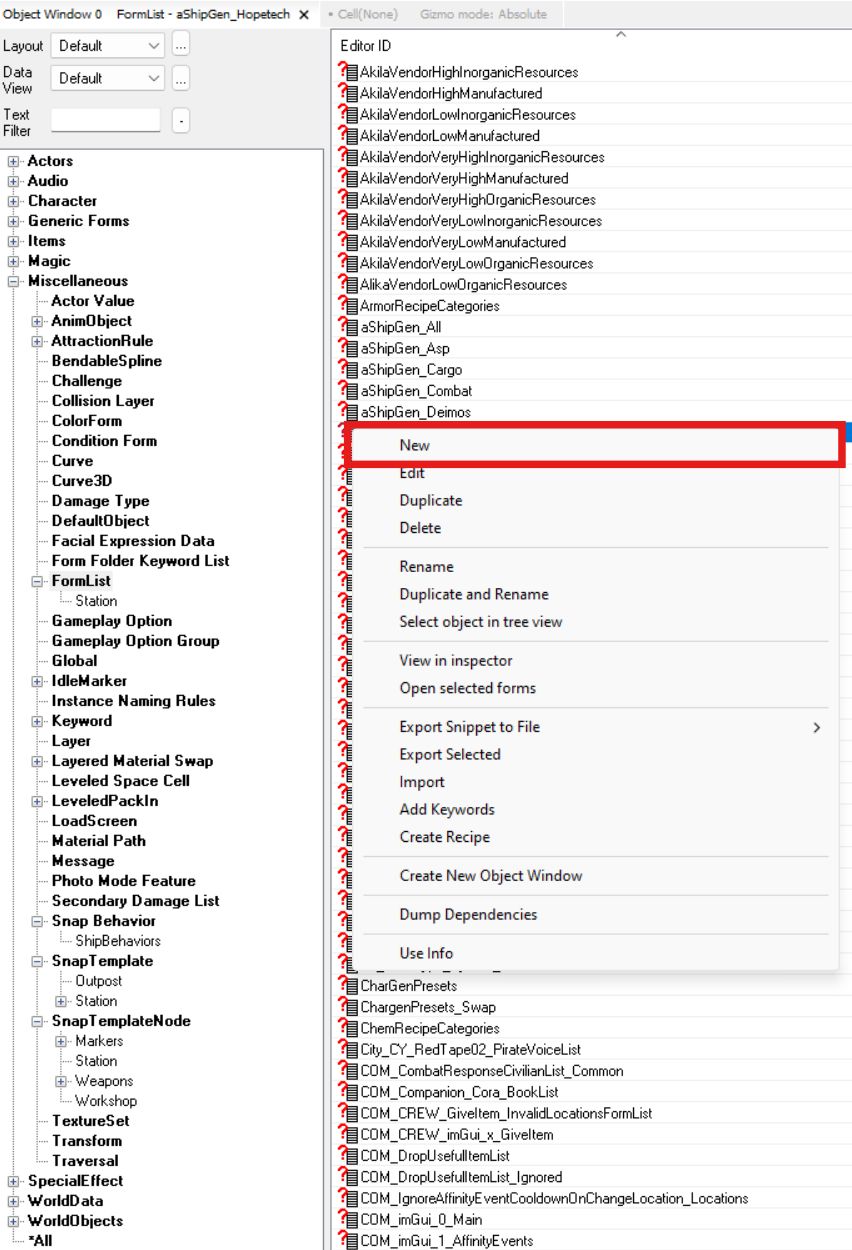 Object Window 0 FormList - aShipGen_Hopetech × • Cell(None) Gizmo mode: Absolute
Layout Default ...
Data View Default ...
Text Filter -
Actors
Audio
Character
Generic Forms
Items
Magic
Miscellaneous
Actor Value
AnimObject
AttractionRule
BendableSpline
Challenge
Collision Layer
ColorForm
Condition Form
Curve
Curve3D
Damage Type
DefaultObject
Facial Expression Data
Form Folder Keyword List
FormList
Station
Gameplay Option
Gameplay Option Group
Global
IdleMarker
Instance Naming Rules
Keyword
Layer
Layered Material Swap
Leveled Space Cell
LeveledPackIn
LoadScreen
Material Path
Message
Photo Mode Feature
Secondary Damage List
Snap Behavior
ShipBehaviors
SnapTemplate
Outpost
Station
SnapTemplateNode
Markers
Station
Weapons
Workshop
TextureSet
Transform
Traversal
SpecialEffect
WorldData
WorldObjects
*All
Editor ID
AkilaVendorHighInorganicResources
AkilaVendorHighManufactured
AkilaVendorLowInorganicResources
AkilaVendorLowManufactured
AkilaVendorVeryHighInorganicResources
AkilaVendorVeryHighManufactured
AkilaVendorVeryHighOrganicResources
AkilaVendorVeryLowInorganicResources
AkilaVendorVeryLowManufactured
AkilaVendorVeryLowOrganicResources
AlikaVendorLowOrganicResources
ArmorRecipeCategories
aShipGen_All
aShipGen_Asp
aShipGen_Cargo
aShipGen_Combat
aShipGen_Deimos
New
Edit
Duplicate
Delete
Rename
Duplicate and Rename
Select object in tree view
View in inspector
Open selected forms
Export Snippet to File
Export Selected
Import
Add Keywords
Create Recipe
Create New Object Window
Dump Dependencies
Use Info
CharGenPresets
ChargenPresets_Swap
ChemRecipeCategories
City_CY_RedTape02_PirateVoiceList
COM_CombatResponseCivilianList_Common
COM_Companion_Cora_BookList
COM_CREW_GiveItem_InvalidLocationsFormList
COM_CREW_imGui_x_GiveItem
COM_DropUsefulItemList
COM_DropUsefulItemList_Ignored
COM_IgnoreAffinityEventCooldownOnChangeLocation_Locations
COM_imGui_0_Main
COM_imGui_1_AffinityEvents